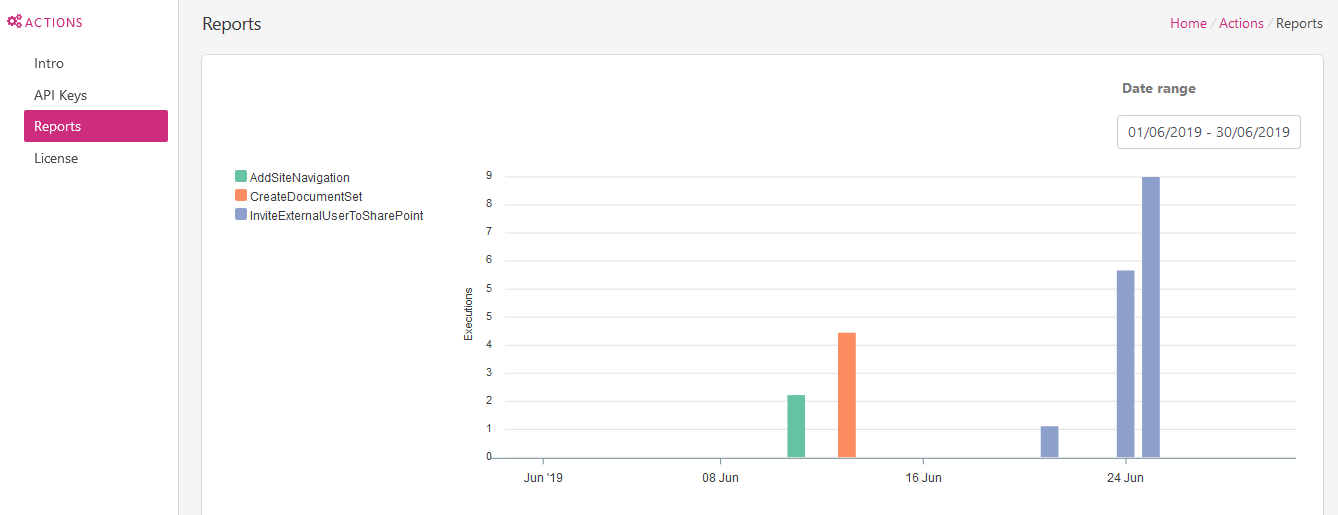 ACTIONS
Intro
API Keys
Reports
License
Reports
Home / Actions / Reports
Date range
01/06/2019 - 30/06/2019
AddSiteNavigation
CreateDocumentSet
InviteExternalUserToSharePoint
Executions
9
8
7
6
5
5
4
3
2
1
0
Jun '19
08 Jun
16 Jun
24 Jun